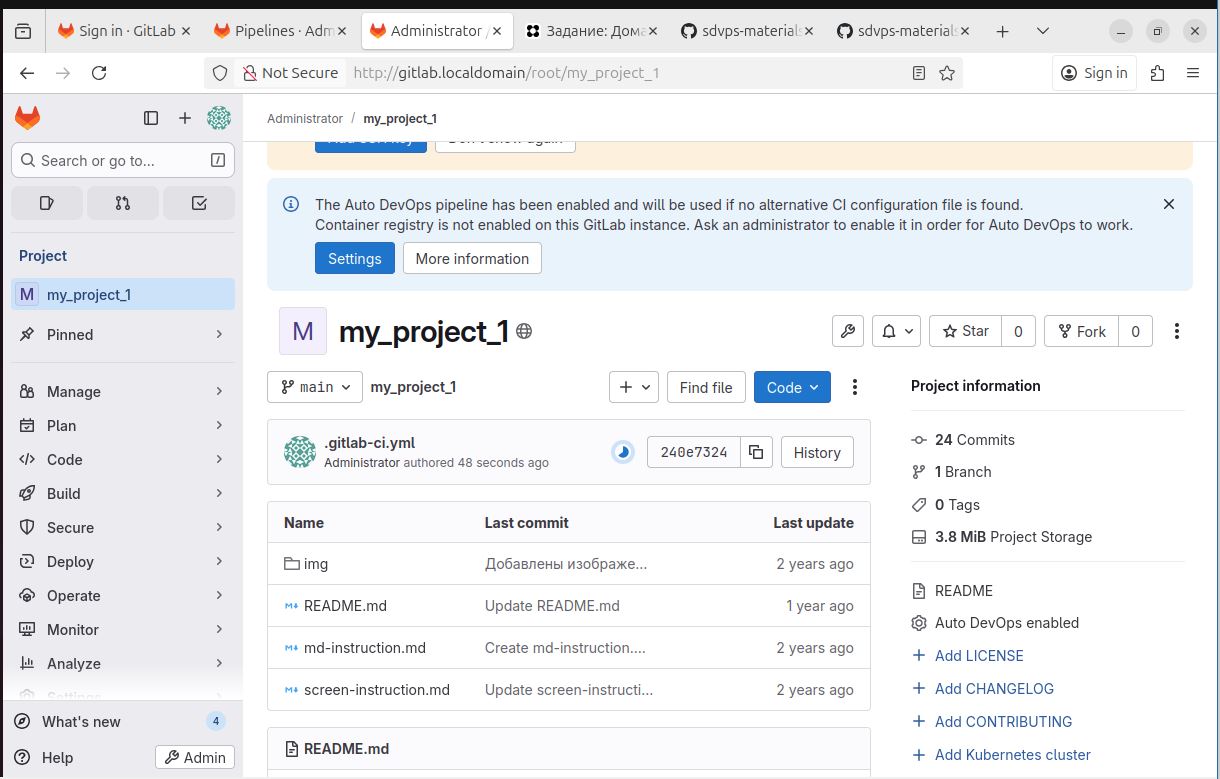 Sign in · GitLab
Pipelines · Adm
Administrator /
Задание: Дома
sdvps-materials
sdvps-materials
Not Secure
http://gitlab.localdomain/root/my_project_1
Sign in
Administrator / my_project_1
Search or go to... /
The Auto DevOps pipeline has been enabled and will be used if no alternative CI configuration file is found.
Container registry is not enabled on this GitLab instance. Ask an administrator to enable it in order for Auto DevOps to work.
Settings
More information
Project
M my_project_1
Pinned
Manage
Plan
Code
Build
Secure
Deploy
Operate
Monitor
Analyze
Settings
What's new 4
Help
Admin
M my_project_1
Star 0
Fork 0
main
my_project_1
Find file
Code
.gitlab-ci.yml
Administrator authored 48 seconds ago
240e7324
History
Name Last commit Last update
img Добавлены изображе... 2 years ago
README.md Update README.md 1 year ago
md-instruction.md Create md-instruction.... 2 years ago
screen-instruction.md Update screen-instructi... 2 years ago
README.md
Project information
24 Commits
1 Branch
0 Tags
3.8 MiB Project Storage
README
Auto DevOps enabled
Add LICENSE
Add CHANGELOG
Add CONTRIBUTING
Add Kubernetes cluster